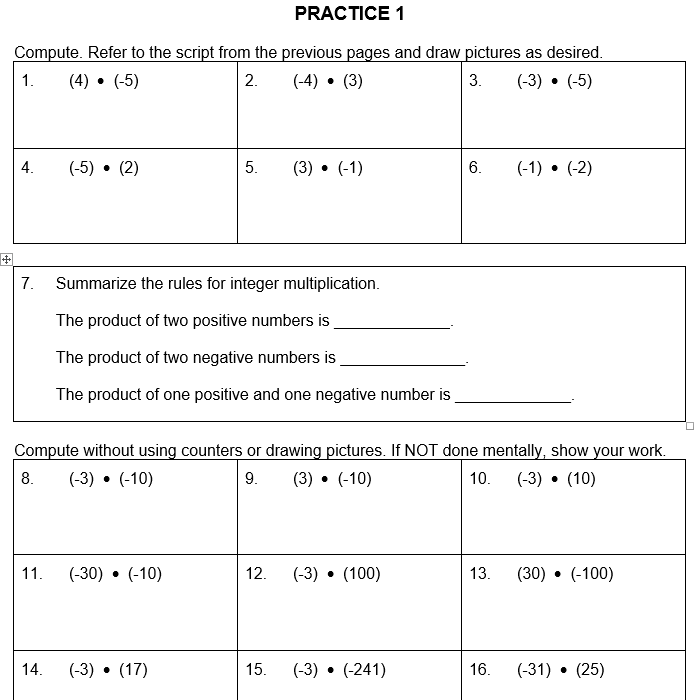 PRACTICE 1
Compute. Refer to the script from the previous pages and draw pictures as desired.
1. (4) • (-5) 2. (-4) • (3) 3. (-3) • (-5)
4. (-5) • (2) 5. (3) • (-1) 6. (-1) • (-2)
7. Summarize the rules for integer multiplication.
The product of two positive numbers is _____________.
The product of two negative numbers is ______________.
The product of one positive and one negative number is _____________.
Compute without using counters or drawing pictures. If NOT done mentally, show your work.
8. (-3) • (-10) 9. (3) • (-10) 10. (-3) • (10)
11. (-30) • (-10) 12. (-3) • (100) 13. (30) • (-100)
14. (-3) • (17) 15. (-3) • (-241) 16. (-31) • (25)